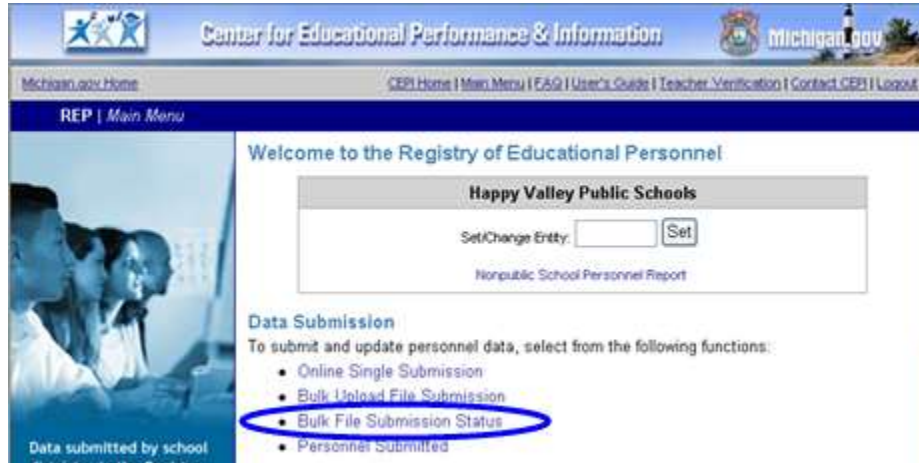 Center for Educational Performance & Information
Michigan.gov
Michigan.gov Home
CEPI Home | Main Menu | FAQ | User's Guide | Teacher Verification | Contact CEPI | Logout
REP | Main Menu
Welcome to the Registry of Educational Personnel
Happy Valley Public Schools
Set/Change Entity: Set
Nonpublic School Personnel Report
Data Submission
To submit and update personnel data, select from the following functions:
• Online Single Submission
• Bulk Upload File Submission
• Bulk File Submission Status
• Personnel Submitted
Data submitted by school